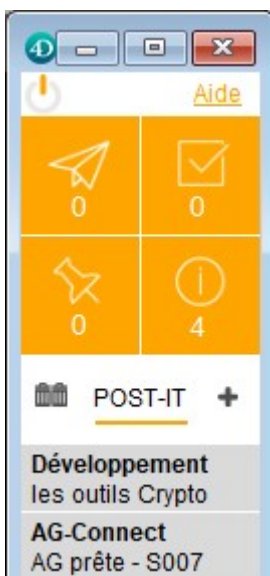 4D
Aide
0
0
0
4
POST-IT
Développement
les outils Crypto
AG-Connect
AG prête - S007